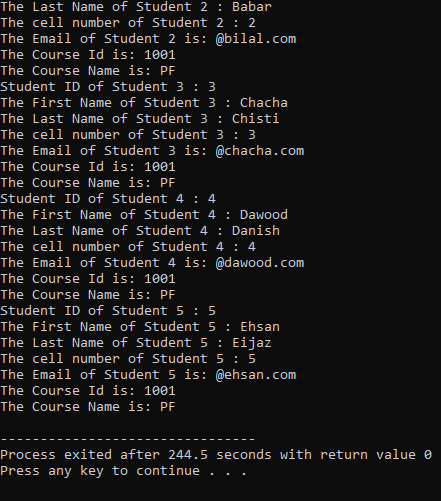 The Last Name of Student 2 : Babar
The cell number of Student 2 : 2
The Email of Student 2 is: @bilal.com
The Course Id is: 1001
The Course Name is: PF
Student ID of Student 3 : 3
The First Name of Student 3 : Chacha
The Last Name of Student 3 : Chisti
The cell number of Student 3 : 3
The Email of Student 3 is: @chacha.com
The Course Id is: 1001
The Course Name is: PF
Student ID of Student 4 : 4
The First Name of Student 4 : Dawood
The Last Name of Student 4 : Danish
The cell number of Student 4 : 4
The Email of Student 4 is: @dawood.com
The Course Id is: 1001
The Course Name is: PF
Student ID of Student 5 : 5
The First Name of Student 5 : Ehsan
The Last Name of Student 5 : Eijaz
The cell number of Student 5 : 5
The Email of Student 5 is: @ehsan.com
The Course Id is: 1001
The Course Name is: PF
--------------------------------
Process exited after 244.5 seconds with return value 0
Press any key to continue . . .